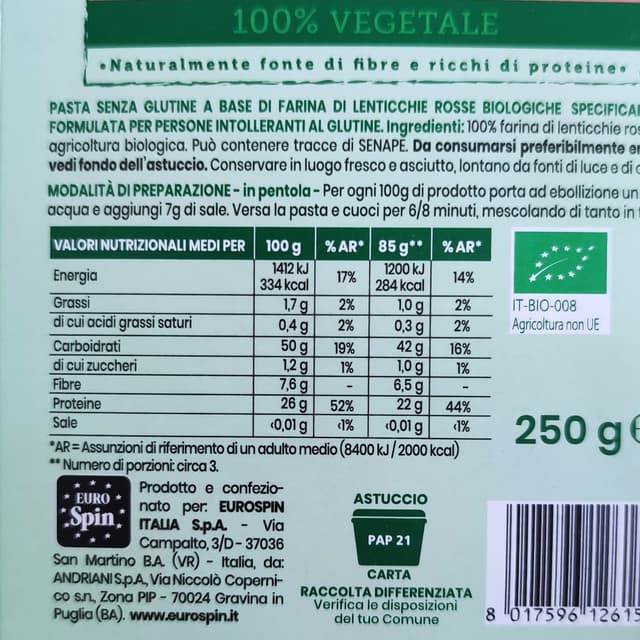 100% VEGETALE
•Naturalmente fonte di fibre e ricchi di proteine•
PASTA SENZA GLUTINE A BASE DI FARINA DI LENTICCHIE ROSSE BIOLOGICHE
FORMULATA PER PERSONE INTOLLERANTI AL GLUTINE. Ingredienti: 100% farina di lenticchie
agricoltura biologica. Può contenere tracce di SENAPE. Da consumarsi preferibilmente
vedi fondo dell'astuccio. Conservare in luogo fresco e asciutto, lontano da fonti di luce e di
MODALITÀ DI PREPARAZIONE - in pentola - Per ogni 100g di prodotto porta ad ebollizione un
acqua e aggiungi 7g di sale. Versa la pasta e cuoci per 6/8 minuti, mescolando di tanto in
VALORI NUTRIZIONALI MEDI PER 100 g % AR* 85 g** % AR*
Energia 1412 kJ 334 kcal 17% 1200 kJ 284 kcal 14%
Grassi 1,7 g 2% 1,0 g 2%
di cui acidi grassi saturi 0,4 g 2% 0,3 g 2%
Carboidrati 50 g 19% 42 g 16%
di cui zuccheri 1,2 g 1% 1,0 g 1%
Fibre 7,6 g - 6,5 g -
Proteine 26 g 52% 22 g 44%
Sale <0,01 g <1% <0,01 g <1%
*AR = Assunzioni di riferimento di un adulto medio (8400 kJ / 2000 kcal)
** Numero di porzioni: circa 3.
IT-BIO-008
Agricoltura non UE
250 g e
EURO
Spin
Prodotto e confezio-
nato per: EUROSPIN
ITALIA S.p.A. - Via
Campalto, 3/D - 37036
San Martino B.A. (VR) - Italia, da:
ANDRIANI S.p.A, Via Niccolò Coperni-
co s.n., Zona PIP - 70024 Gravina in
Puglia (BA). www.eurospin.it
ASTUCCIO
PAP 21
CARTA
RACCOLTA DIFFERENZIATA
Verifica le disposizioni
del tuo Comune
8 017596 12615